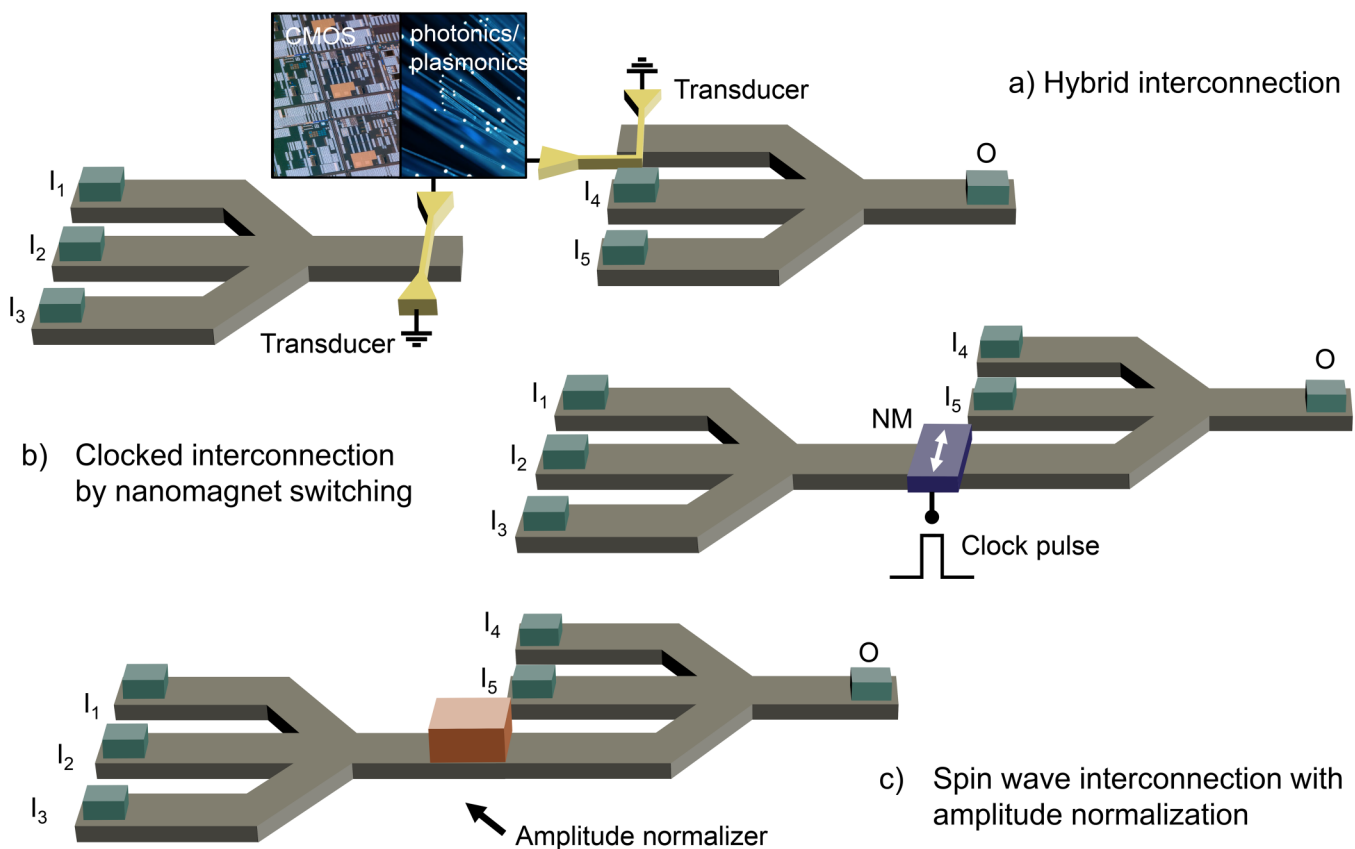 CMOS
photonics/
plasmonics
Transducer
a) Hybrid interconnection
I₁
I₂
I₃
I₄
I₅
O
Transducer
b) Clocked interconnection
by nanomagnet switching
I₁
I₂
I₃
NM
I₄
I₅
O
Clock pulse
I₁
I₂
I₃
I₄
I₅
O
Amplitude normalizer
c) Spin wave interconnection with
amplitude normalization